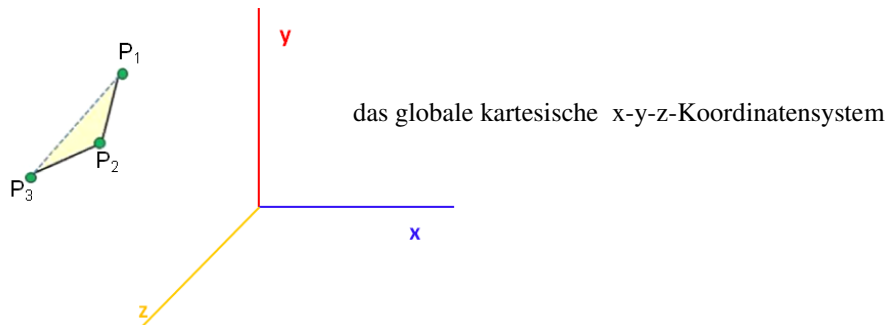 y
P1
das globale kartesische x-y-z-Koordinatensystem
P2
P3
x
z